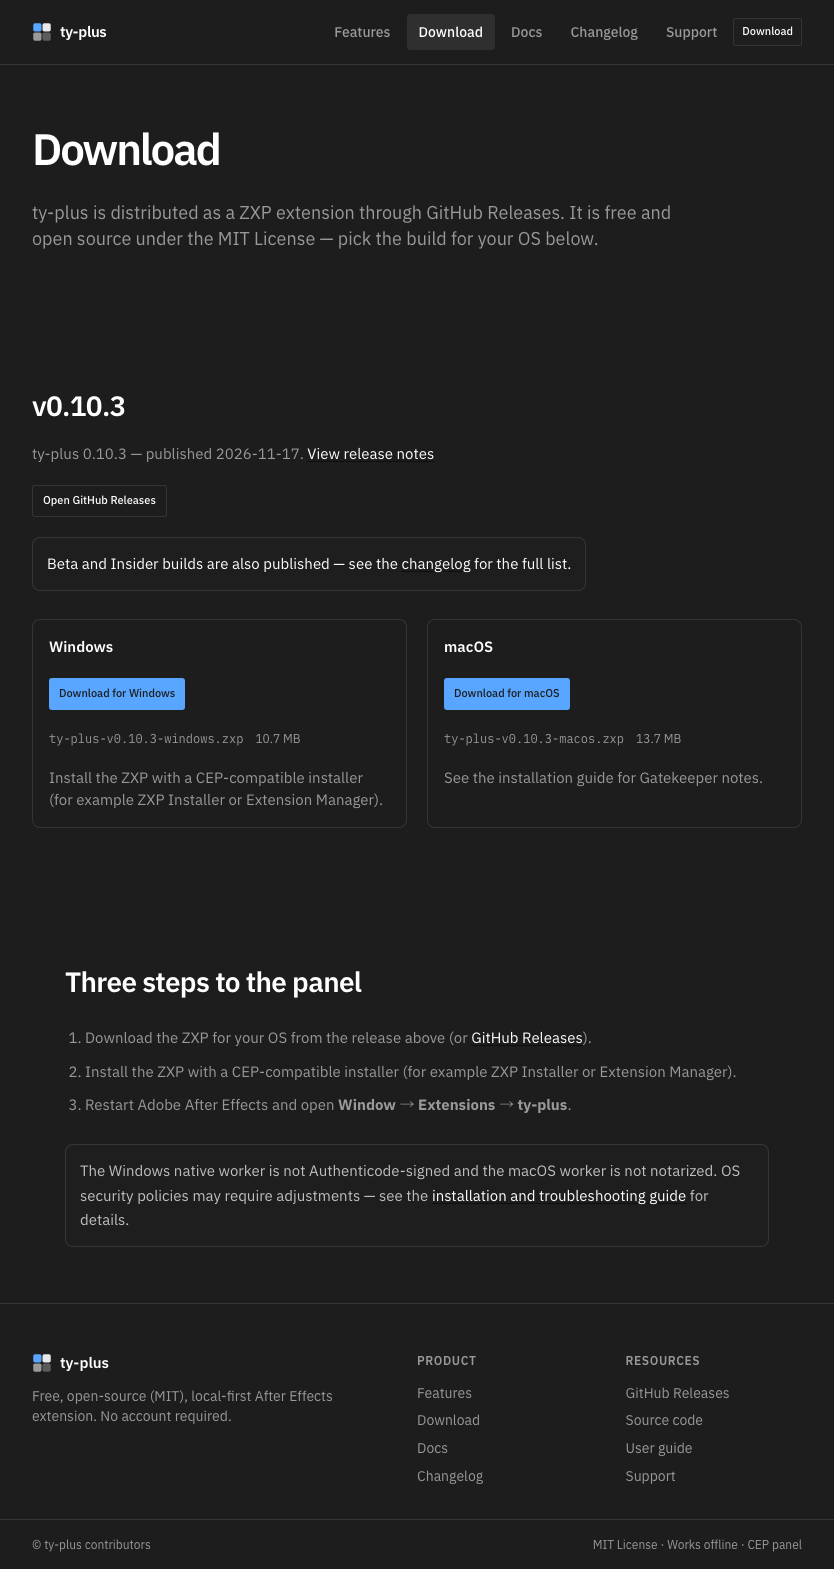 ty-plus
Features
Download
Docs
Changelog
Support
Download
Download
ty-plus is distributed as a ZXP extension through GitHub Releases. It is free and
open source under the MIT License — pick the build for your OS below.
v0.10.3
ty-plus 0.10.3 — published 2026-11-17. View release notes
Open GitHub Releases
Beta and Insider builds are also published — see the changelog for the full list.
Windows
Download for Windows
ty-plus-v0.10.3-windows.zxp 10.7 MB
Install the ZXP with a CEP-compatible installer
(for example ZXP Installer or Extension Manager).
macOS
Download for macOS
ty-plus-v0.10.3-macos.zxp 13.7 MB
See the installation guide for Gatekeeper notes.
Three steps to the panel
1. Download the ZXP for your OS from the release above (or GitHub Releases).
2. Install the ZXP with a CEP-compatible installer (for example ZXP Installer or Extension Manager).
3. Restart Adobe After Effects and open Window → Extensions → ty-plus.
The Windows native worker is not Authenticode-signed and the macOS worker is not notarized. OS
security policies may require adjustments — see the installation and troubleshooting guide for
details.
ty-plus
Free, open-source (MIT), local-first After Effects
extension. No account required.
PRODUCT
Features
Download
Docs
Changelog
RESOURCES
GitHub Releases
Source code
User guide
Support
© ty-plus contributors
MIT License · Works offline · CEP panel